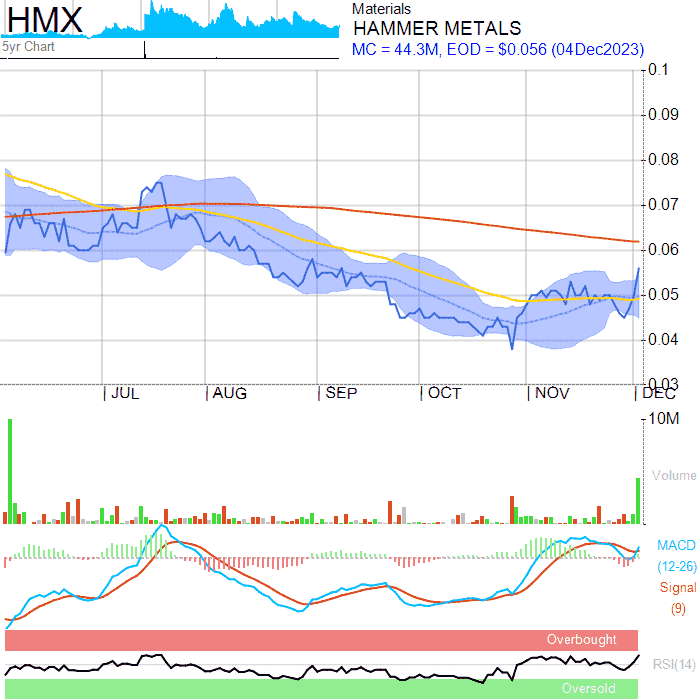 HMX
5yr Chart
Materials
HAMMER METALS
MC = 44.3M, EOD = $0.056 (04Dec2023)
0.1
0.09
0.08
0.07
0.06
0.05
0.04
0.03
JUL AUG SEP OCT NOV DEC
10M
Volume
MACD
(12-26)
Signal
(9)
Overbought
RSI(14)
Oversold